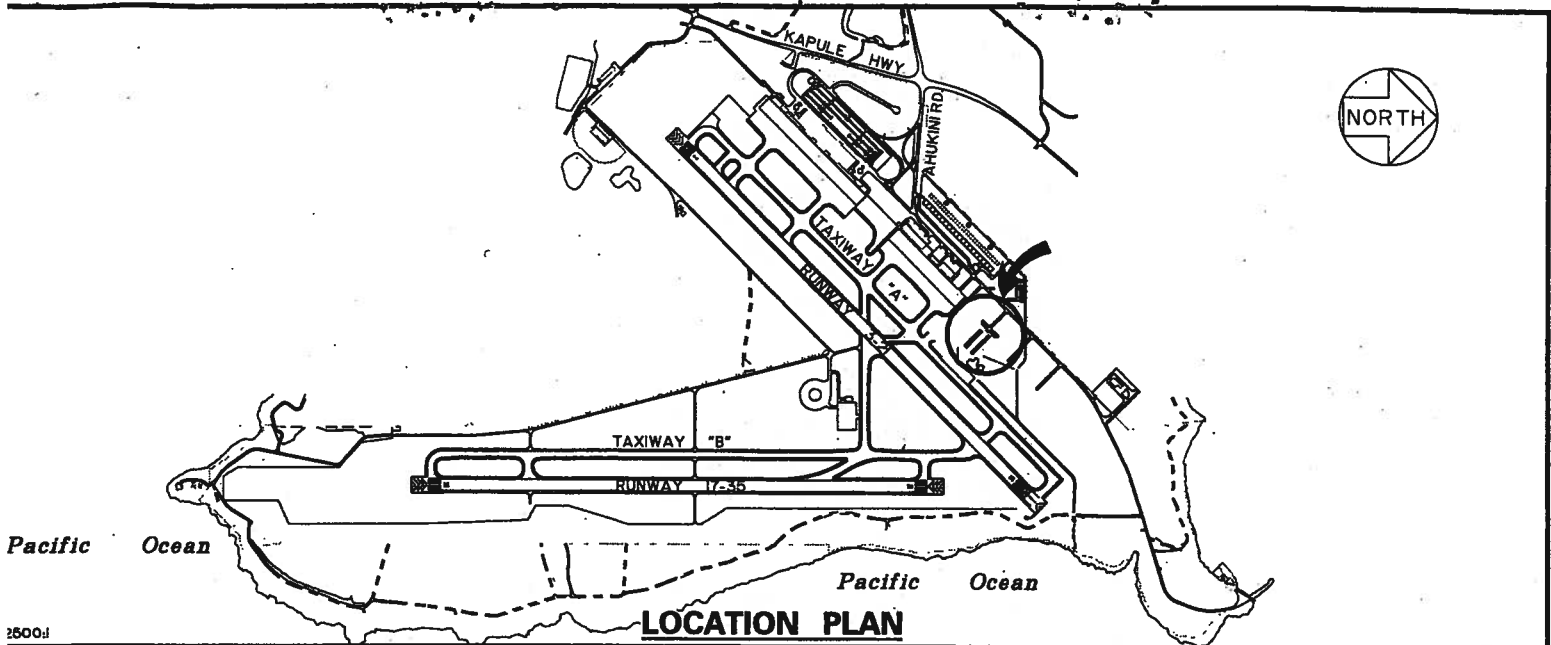 KAPULE HWY
AHUKINI RD.
NORTH
TAXIWAY
"A"
RUNWAY
TAXIWAY "B"
RUNWAY 17-35
Pacific Ocean
Pacific Ocean
LOCATION PLAN